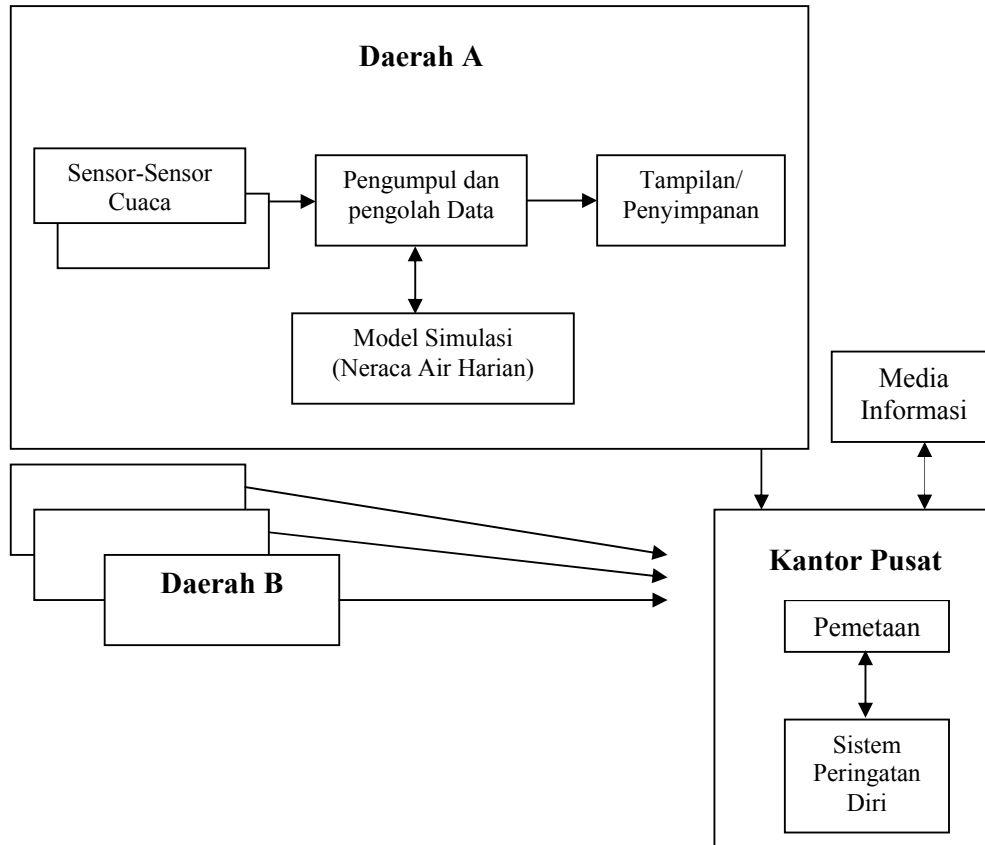 Daerah A
Sensor-Sensor
Cuaca
Pengumpul dan
pengolah Data
Tampilan/
Penyimpanan
Model Simulasi
(Neraca Air Harian)
Media
Informasi
Daerah B
Kantor Pusat
Pemetaan
Sistem
Peringatan
Diri